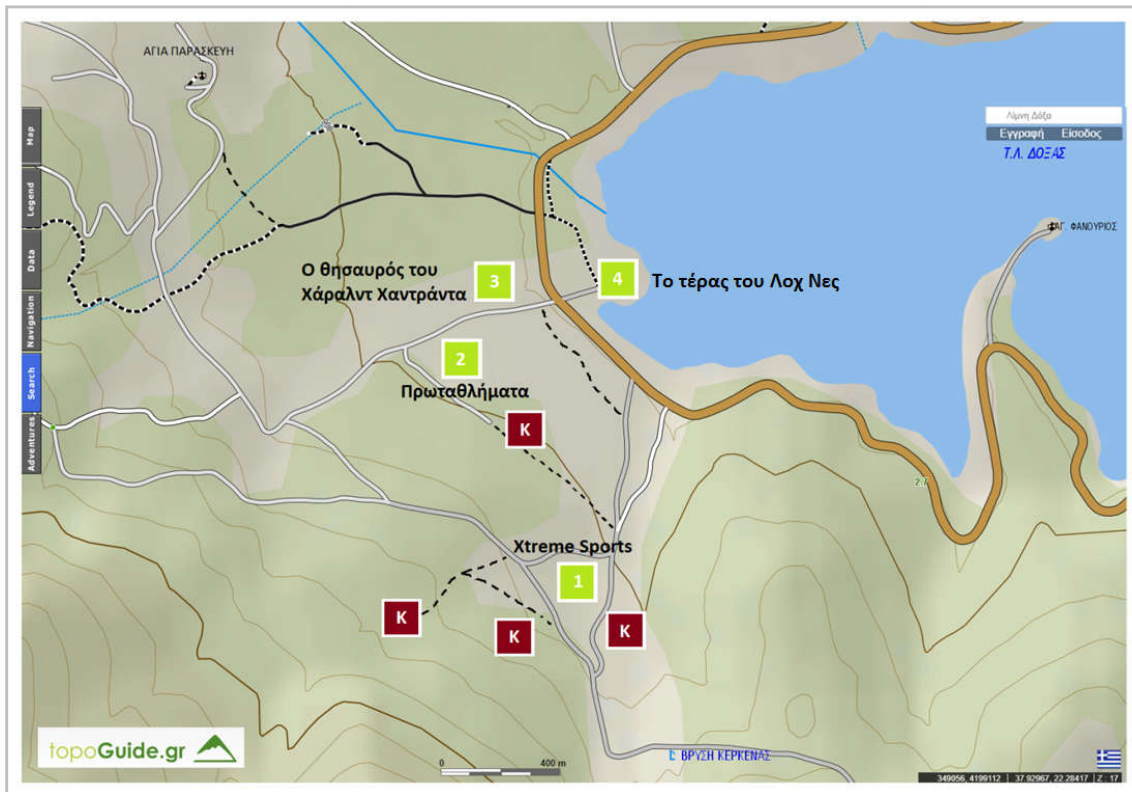 ΑΓΙΑ ΠΑΡΑΣΚΕΥΗ
Map
Legend
Data
Navigation
Search
Adventures
Λίμνη Δόξα
Εγγραφή Είσοδος
Τ.Λ. ΔΟΞΑΣ
ΑΓ. ΦΑΝΟΥΡΙΟΣ
Ο θησαυρός του
Χάραλντ Χαντράντα
3
4
Το τέρας του Λοχ Νες
2
Πρωταθλήματα
K
Xtreme Sports
1
K
K
K
topoGuide.gr
0 400 m
ΒΡΥΣΗ ΚΕΡΚΕΝΑΣ
349056, 4199112 37.92967, 22.28417 Z : 17